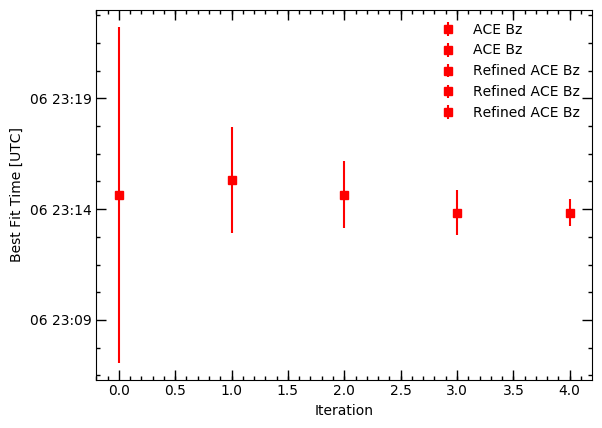 ACE Bz
ACE Bz
Refined ACE Bz
Refined ACE Bz
Refined ACE Bz
Best Fit Time [UTC]
06 23:19
06 23:14
06 23:09
0.0 0.5 1.0 1.5 2.0 2.5 3.0 3.5 4.0
Iteration